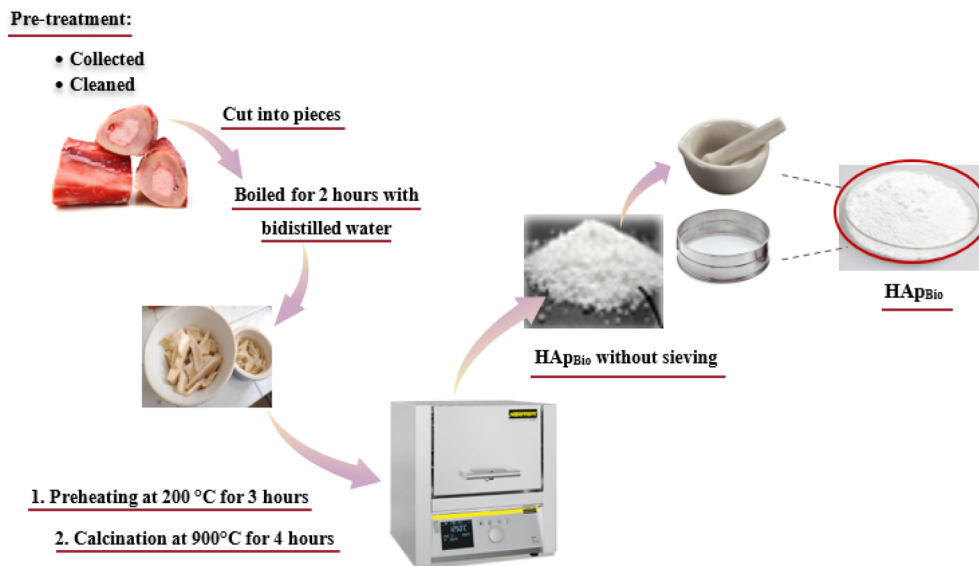 Pre-treatment:
• Collected
• Cleaned
Cut into pieces
Boiled for 2 hours with
bidistilled water
HApBio without sieving
HApBio
1. Preheating at 200 °C for 3 hours
2. Calcination at 900°C for 4 hours